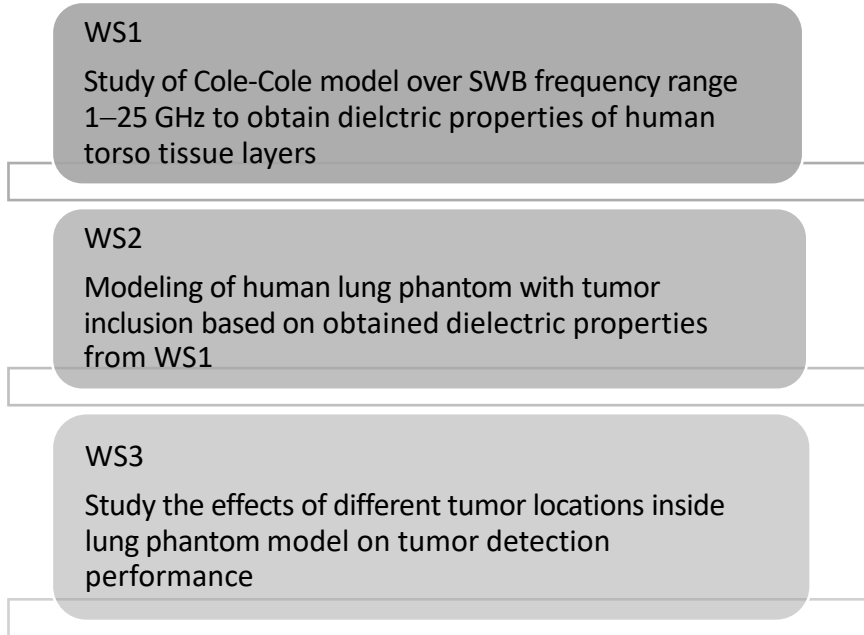 WS1
Study of Cole-Cole model over SWB frequency range
1–25 GHz to obtain dielctric properties of human
torso tissue layers
WS2
Modeling of human lung phantom with tumor
inclusion based on obtained dielectric properties
from WS1
WS3
Study the effects of different tumor locations inside
lung phantom model on tumor detection
performance